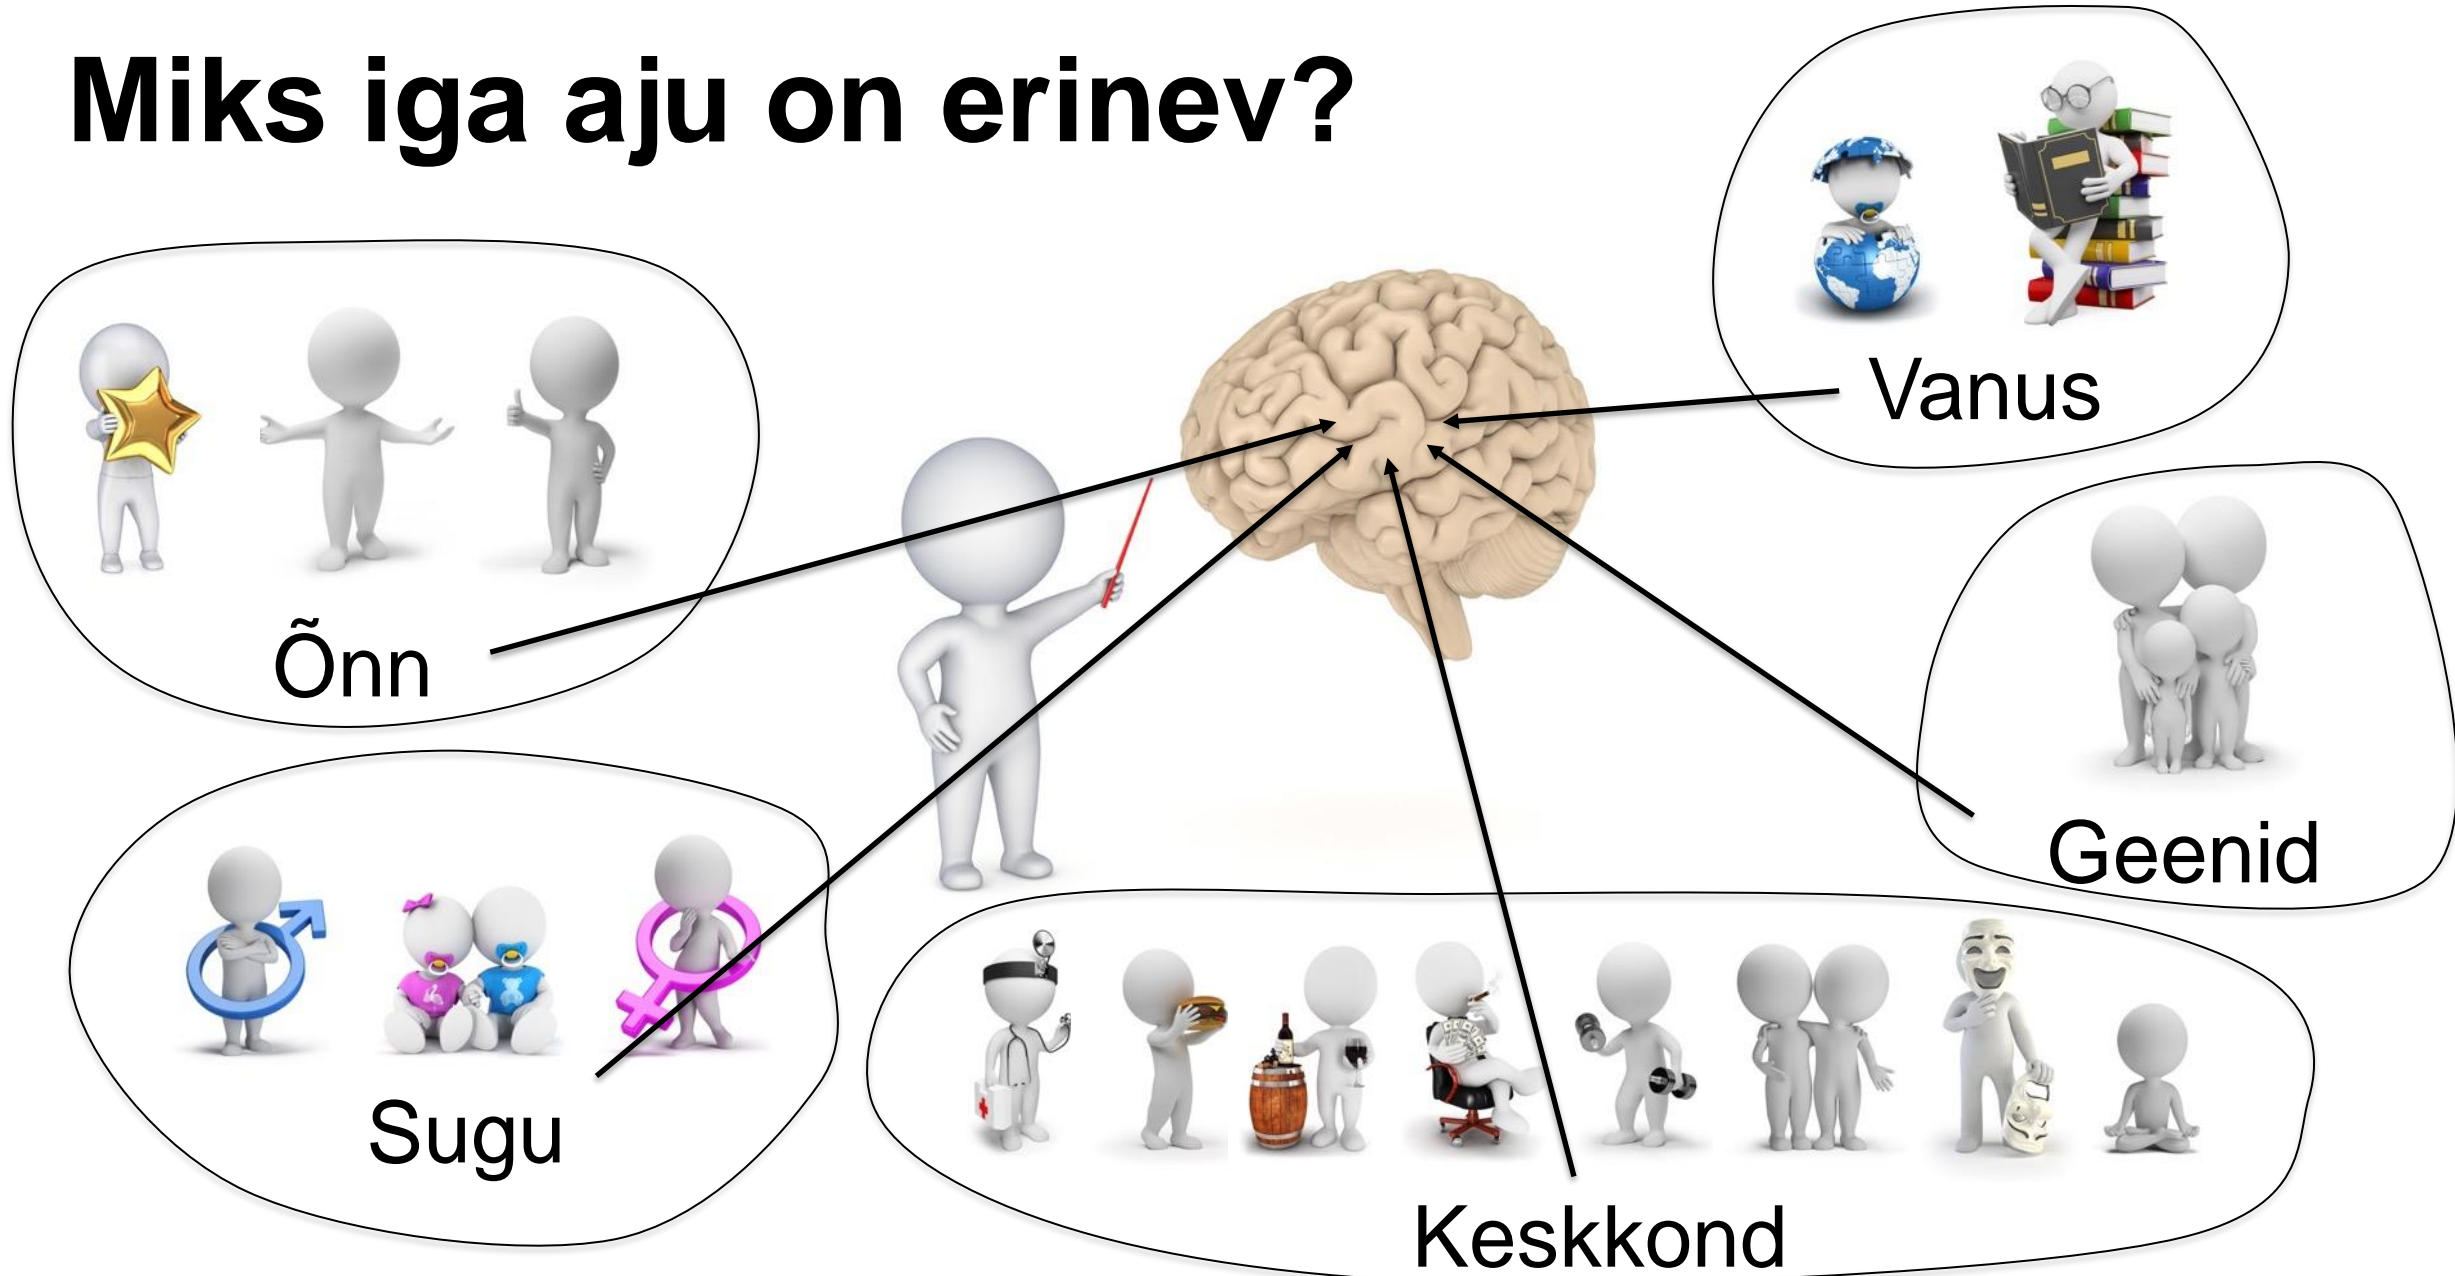 Miks iga aju on erinev?
Vanus
Õnn
Geenid
Sugu
Keskkond